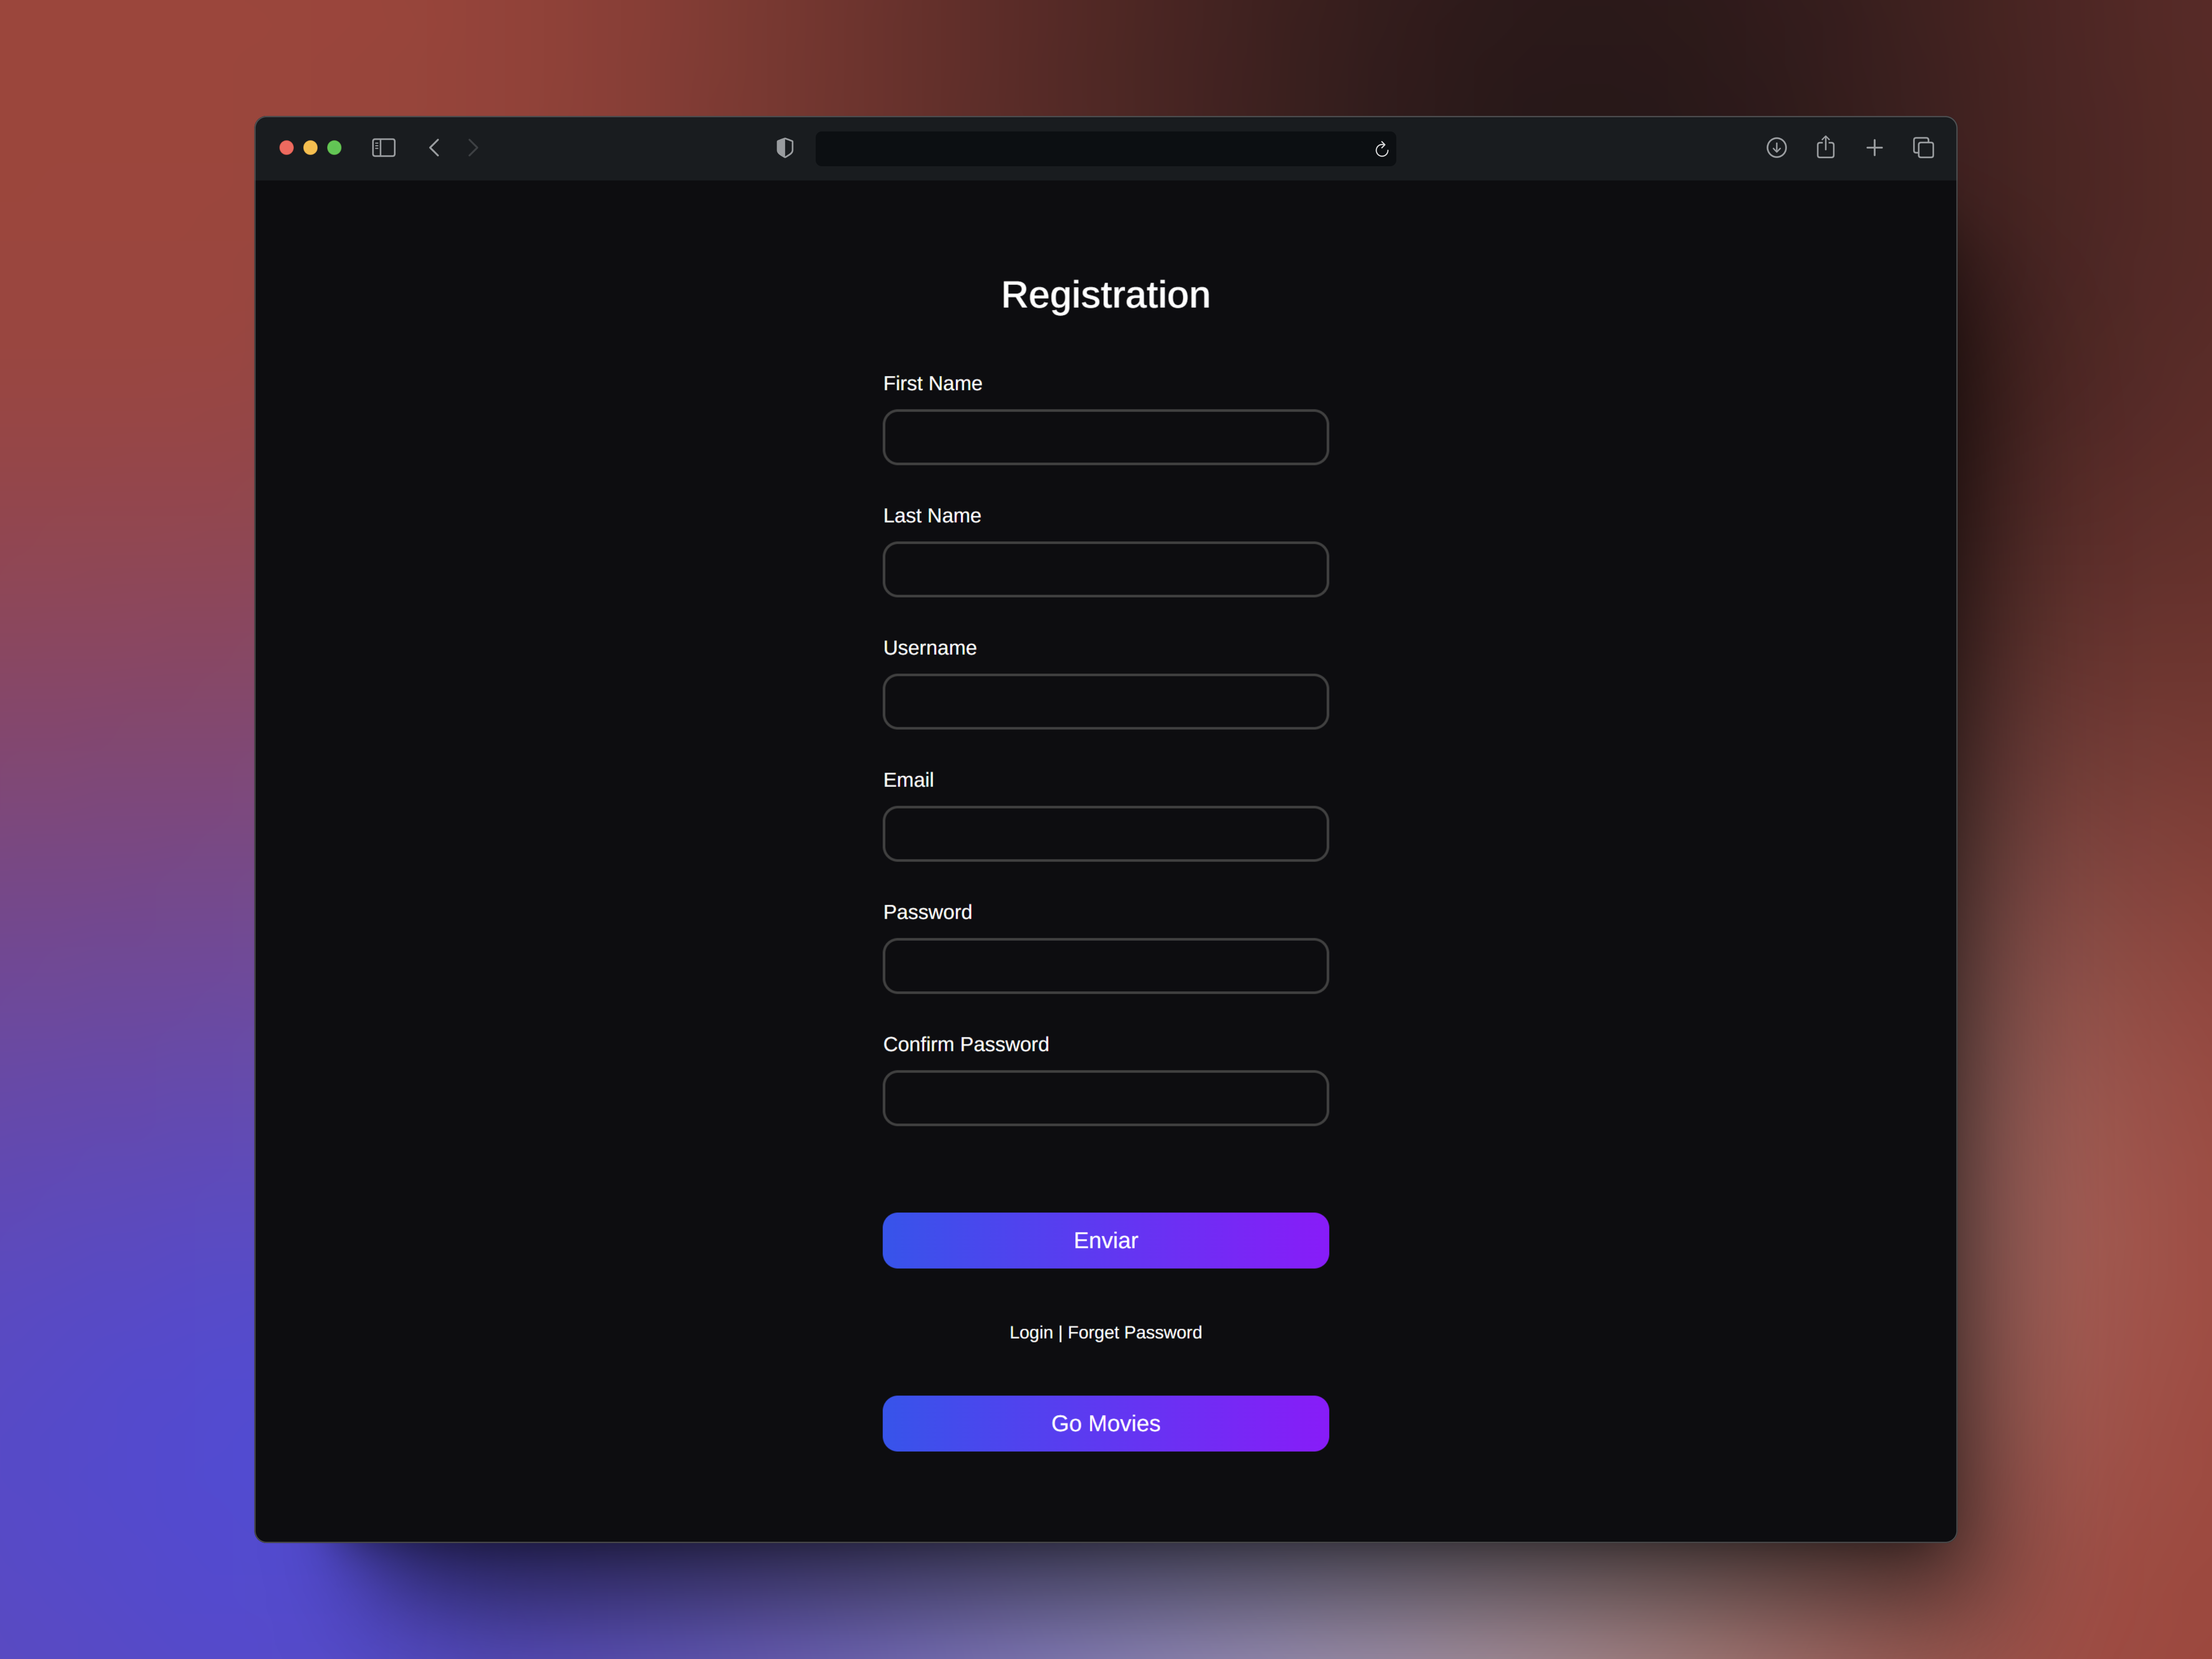 Registration
First Name
Last Name
Username
Email
Password
Confirm Password
Enviar
Login | Forget Password
Go Movies